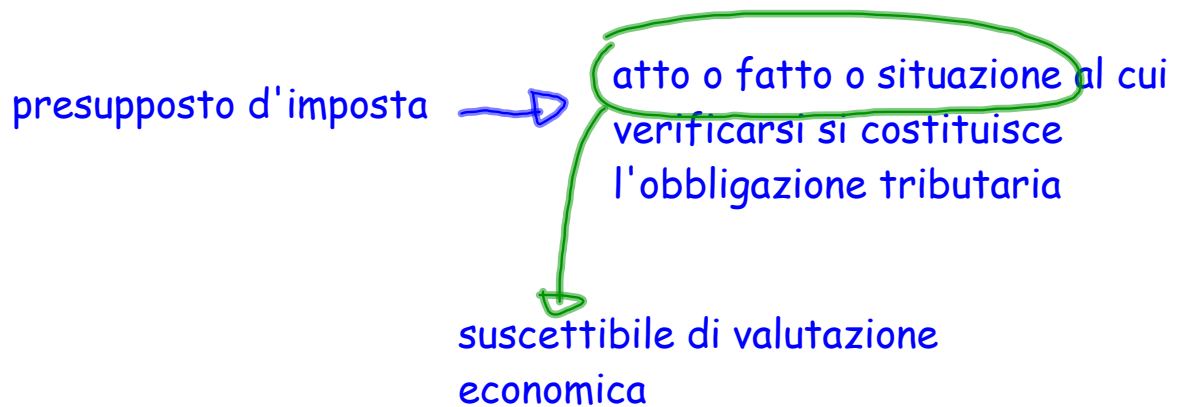 presupposto d'imposta
atto o fatto o situazione al cui
verificarsi si costituisce
l'obbligazione tributaria
suscettibile di valutazione
economica